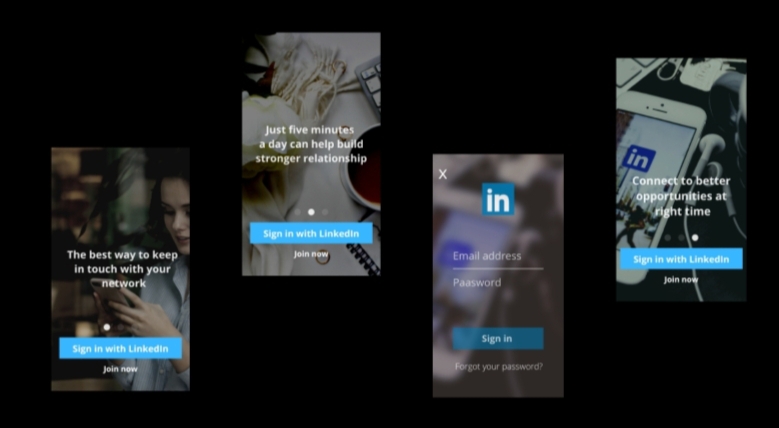 The best way to keep
in touch with your
network
Sign in with LinkedIn
Join now
Just five minutes
a day can help build
stronger relationship
Sign in with LinkedIn
Join now
X
in
Email address
Paasword
Sign in
Forgot your password?
in
Connect to better
opportunities at
right time
Sign in with LinkedIn
Join now